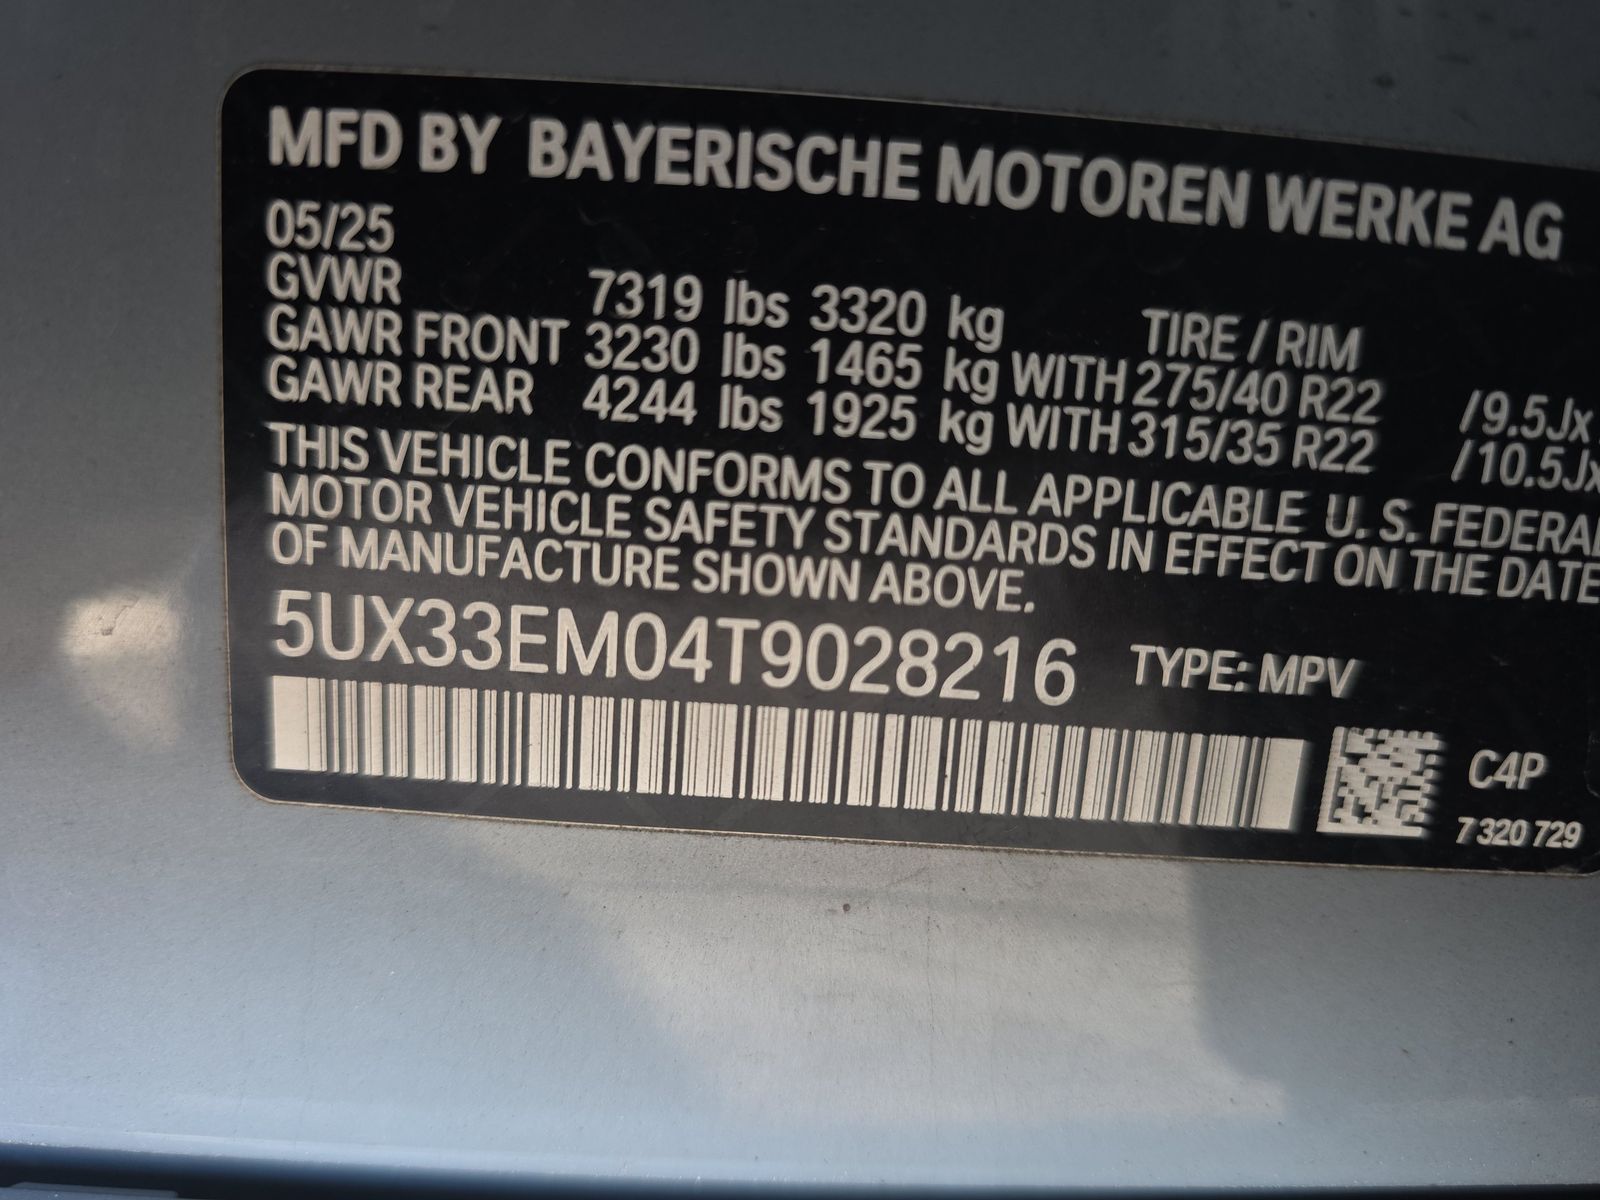 MFD BY BAYERISCHE MOTOREN WERKE AG
05/25
GVWR 7319 lbs 3320 kg TIRE / RIM
GAWR FRONT 3230 lbs 1465 kg WITH 275/40 R22 /9.5Jx
GAWR REAR 4244 lbs 1925 kg WITH 315/35 R22 /10.5Jx
THIS VEHICLE CONFORMS TO ALL APPLICABLE U. S. FEDERAL
MOTOR VEHICLE SAFETY STANDARDS IN EFFECT ON THE DATE
OF MANUFACTURE SHOWN ABOVE.
5UX33EM04T9028216 TYPE: MPV
C4P
7 320 729